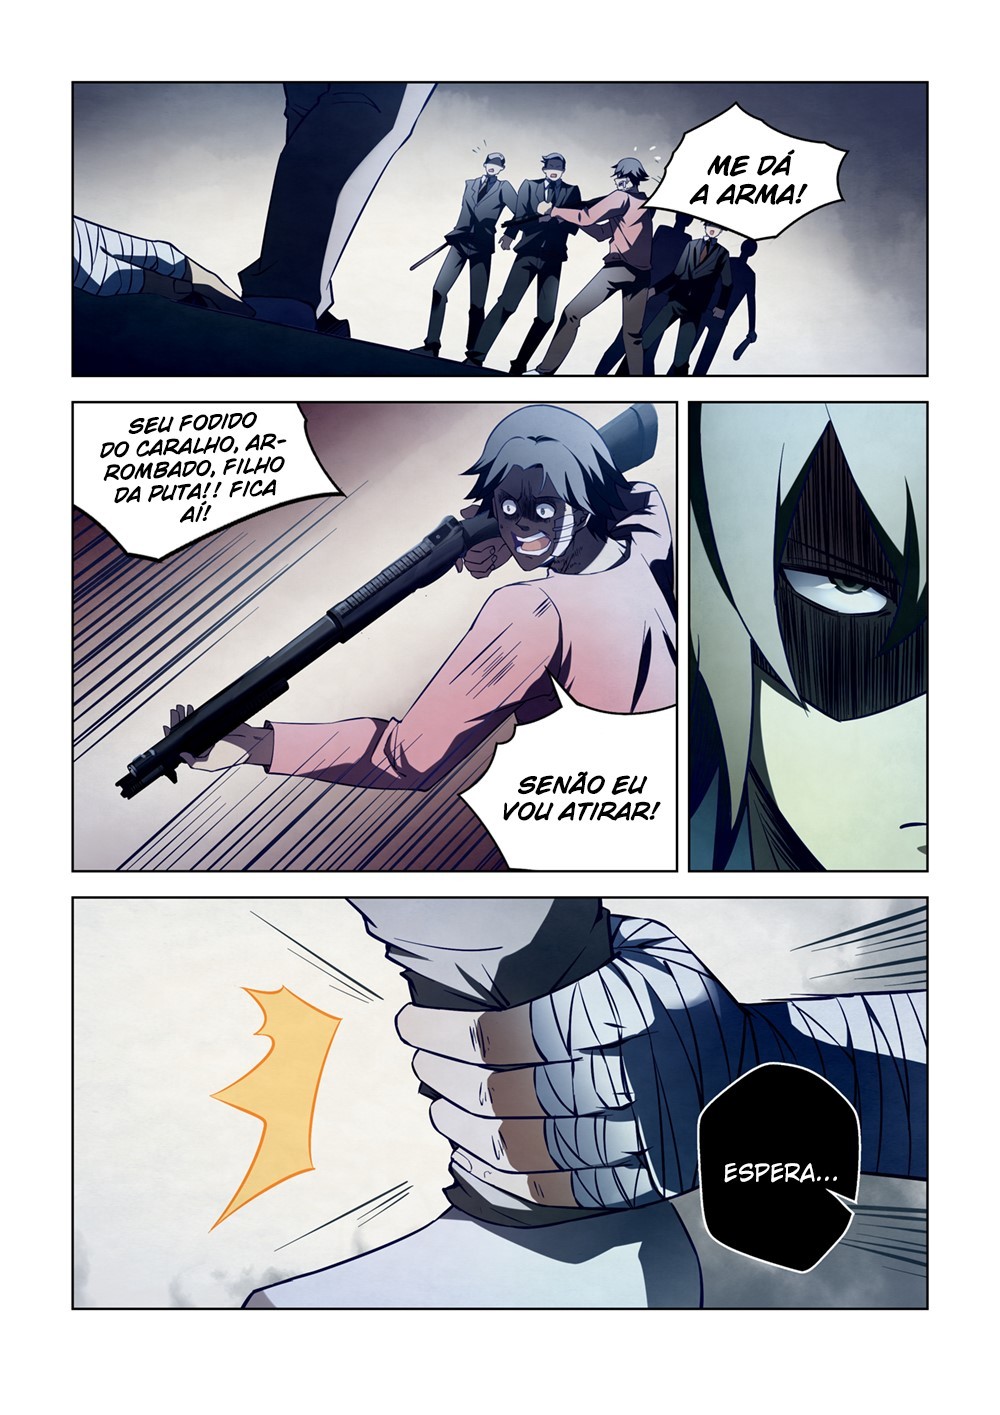 ME DÁ
A ARMA!
SEU FODIDO
DO CARALHO, AR-
ROMBADO, FILHO
DA PUTA!! FICA
AÍ!
SENÃO EU
VOU ATIRAR!
ESPERA...